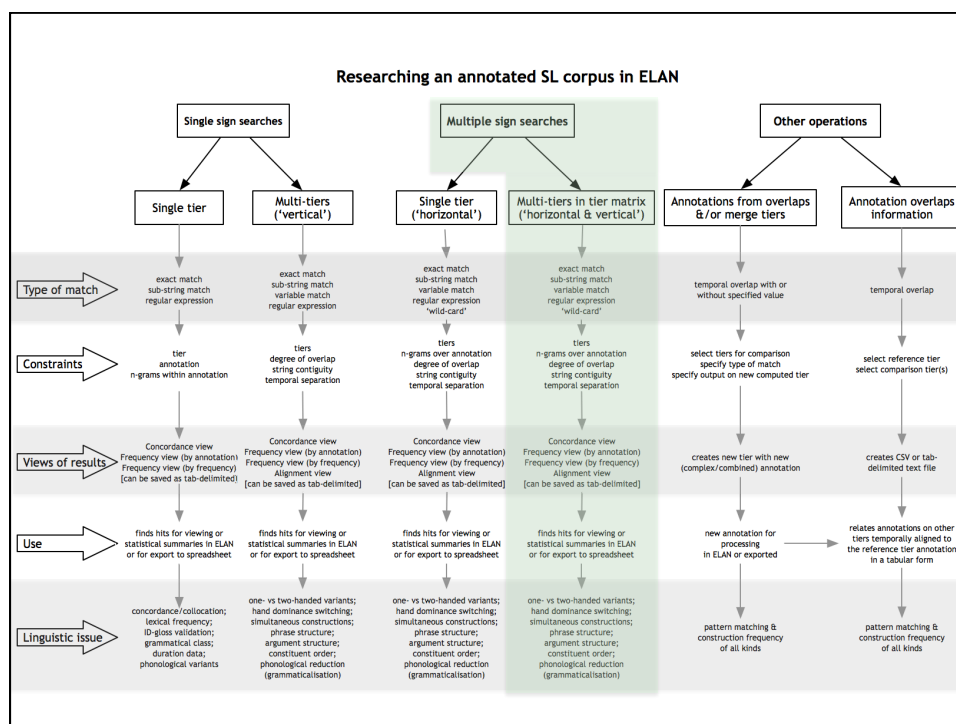 Researching an annotated SL corpus in ELAN
Single sign searches
Multiple sign searches
Other operations
Single tier
Multi-tiers
('vertical')
Single tier
('horizontal')
Multi-tiers in tier matrix
('horizontal & vertical')
Annotations from overlaps
&/or merge tiers
Annotation overlaps
information
Type of match
exact match
sub-string match
regular expression
exact match
sub-string match
variable match
regular expression
exact match
sub-string match
variable match
regular expression
'wild-card'
exact match
sub-string match
variable match
regular expression
'wild-card'
temporal overlap with or
without specified value
temporal overlap
Constraints
tier
annotation
n-grams within annotation
tiers
degree of overlap
string contiguity
temporal separation
tiers
n-grams over annotation
degree of overlap
string contiguity
temporal separation
tiers
n-grams over annotation
degree of overlap
string contiguity
temporal separation
select tiers for comparison
specify type of match
specify output on new computed tier
select reference tier
select comparison tier(s)
Views of results
Concordance view
Frequency view (by annotation)
Frequency view (by frequency)
[can be saved as tab-delimited]
Concordance view
Frequency view (by annotation)
Frequency view (by frequency)
Alignment view
[can be saved as tab-delimited]
Concordance view
Frequency view (by annotation)
Frequency view (by frequency)
Alignment view
[can be saved as tab-delimited]
Concordance view
Frequency view (by annotation)
Frequency view (by frequency)
Alignment view
[can be saved as tab-delimited]
creates new tier with new
(complex/combined) annotation
creates CSV or tab-
delimited text file
Use
finds hits for viewing or
statistical summaries in ELAN
or for export to spreadsheet
finds hits for viewing or
statistical summaries in ELAN
or for export to spreadsheet
finds hits for viewing or
statistical summaries in ELAN
or for export to spreadsheet
finds hits for viewing or
statistical summaries in ELAN
or for export to spreadsheet
new annotation for
processing
in ELAN or exported
relates annotations on other
tiers temporally aligned to
the reference tier annotation
in a tabular form
Linguistic issue
concordance/collocation;
lexical frequency;
ID-gloss validation;
grammatical class;
duration data;
phonological variants
one- vs two-handed variants;
hand dominance switching;
simultaneous constructions;
phrase structure;
argument structure;
constituent order;
phonological reduction
(grammaticalisation)
one- vs two-handed variants;
hand dominance switching;
simultaneous constructions;
phrase structure;
argument structure;
constituent order;
phonological reduction
(grammaticalisation)
one- vs two-handed variants;
hand dominance switching;
simultaneous constructions;
phrase structure;
argument structure;
constituent order;
phonological reduction
(grammaticalisation)
pattern matching &
construction frequency
of all kinds
pattern matching &
construction frequency
of all kinds